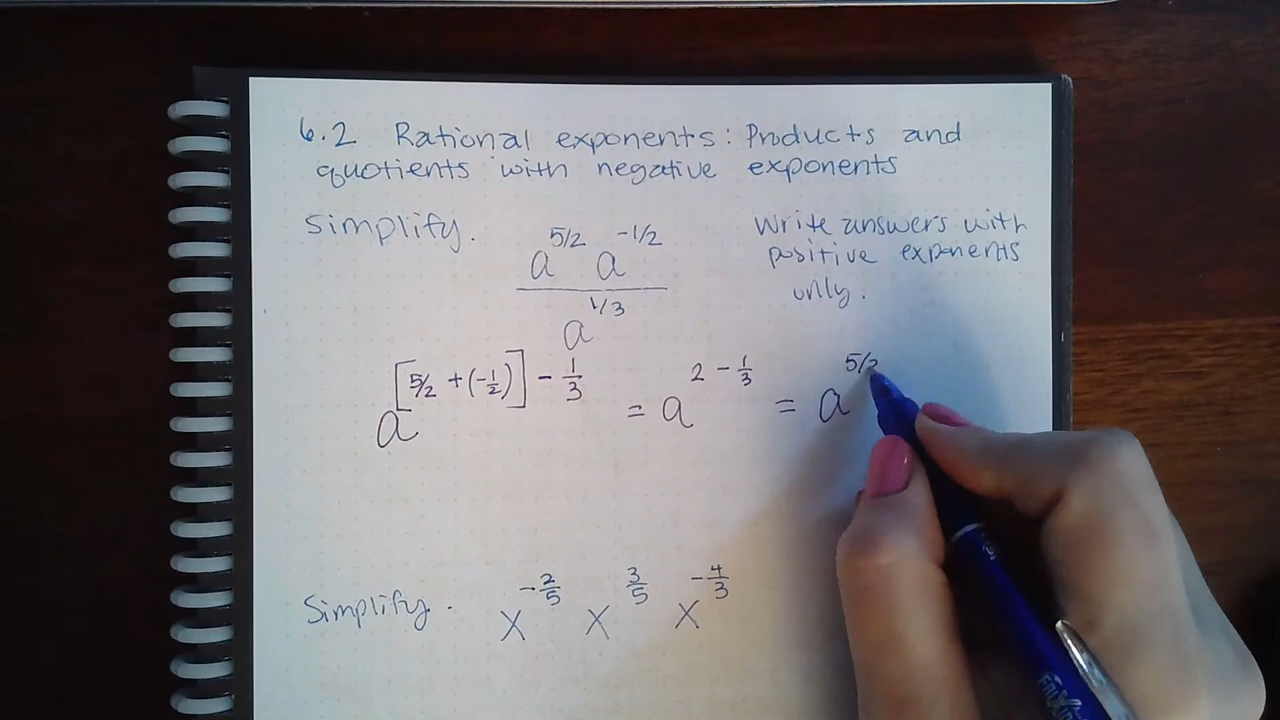 6.2 Rational exponents: Products and
quotients with negative exponents
Simplify.
a^5/2 a^-1/2
a^1/3
Write answers with
positive exponents
only.
a^[5/2 + (-1/2)] - 1/3 = a^2 - 1/3 = a^5/
Simplify. x^-2/5 x^3/5 x^-4/3